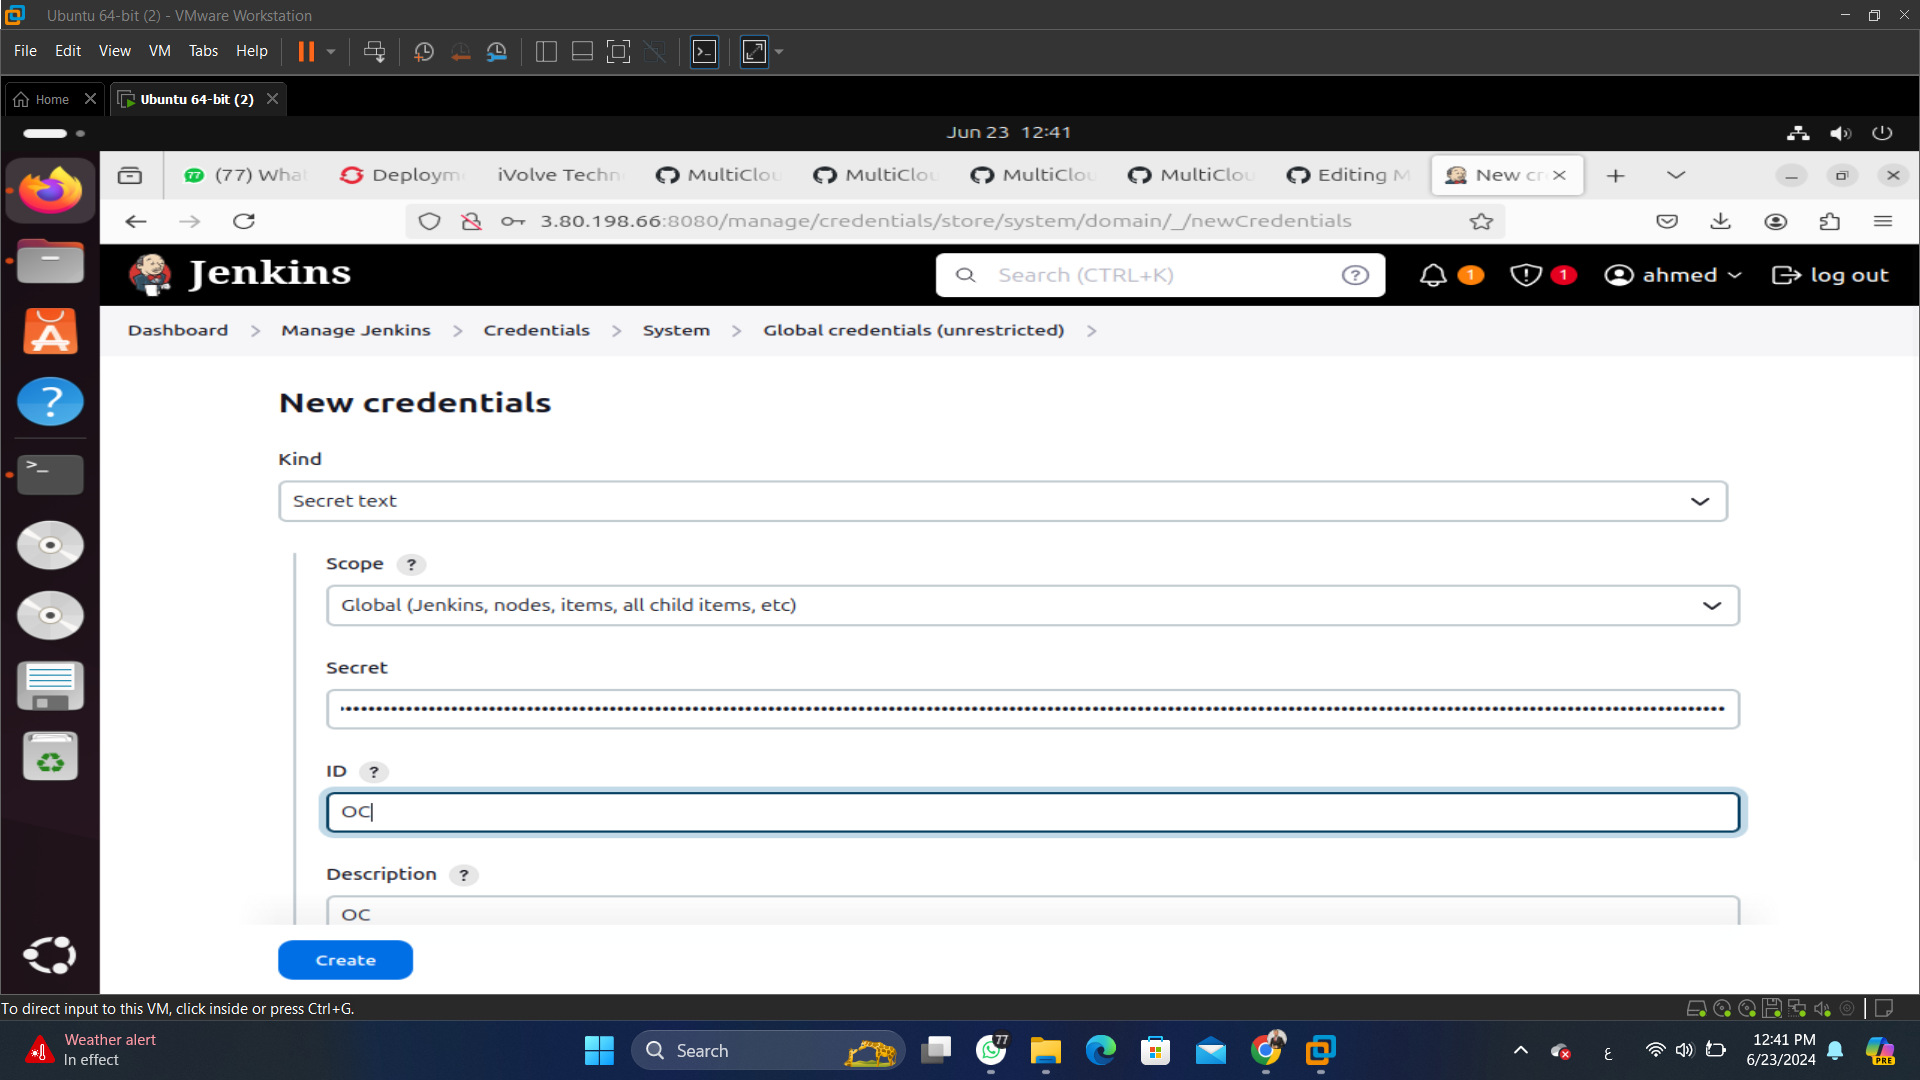 Ubuntu 64-bit (2) - VMware Workstation
File Edit View VM Tabs Help
Home
Ubuntu 64-bit (2)
Jun 23 12:41
(77) Wha
Deploym
iVolve Techn
MultiClou
MultiClou
MultiClou
MultiClou
Editing M
New cr
3.80.198.66:8080/manage/credentials/store/system/domain/_/newCredentials
Jenkins
Search (CTRL+K)
?
1
1
ahmed
log out
Dashboard > Manage Jenkins > Credentials > System > Global credentials (unrestricted) >
New credentials
Kind
Secret text
Scope ?
Global (Jenkins, nodes, items, all child items, etc)
Secret
ID ?
OC
Description ?
OC
Create
To direct input to this VM, click inside or press Ctrl+G.
Weather alert
In effect
Search
77
ع
12:41 PM
6/23/2024
PRE